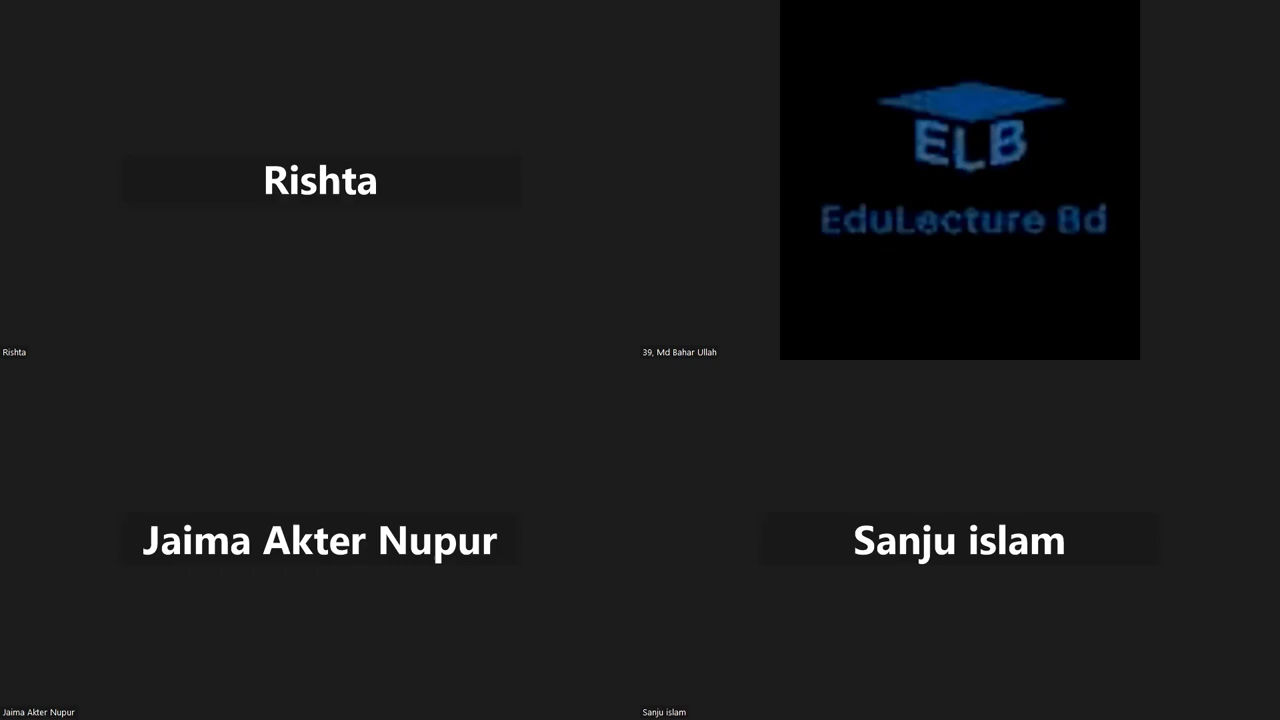 Rishta
ELB
EduLecture Bd
Rishta
39, Md Bahar Ullah
Jaima Akter Nupur
Sanju islam
Jaima Akter Nupur
Sanju islam